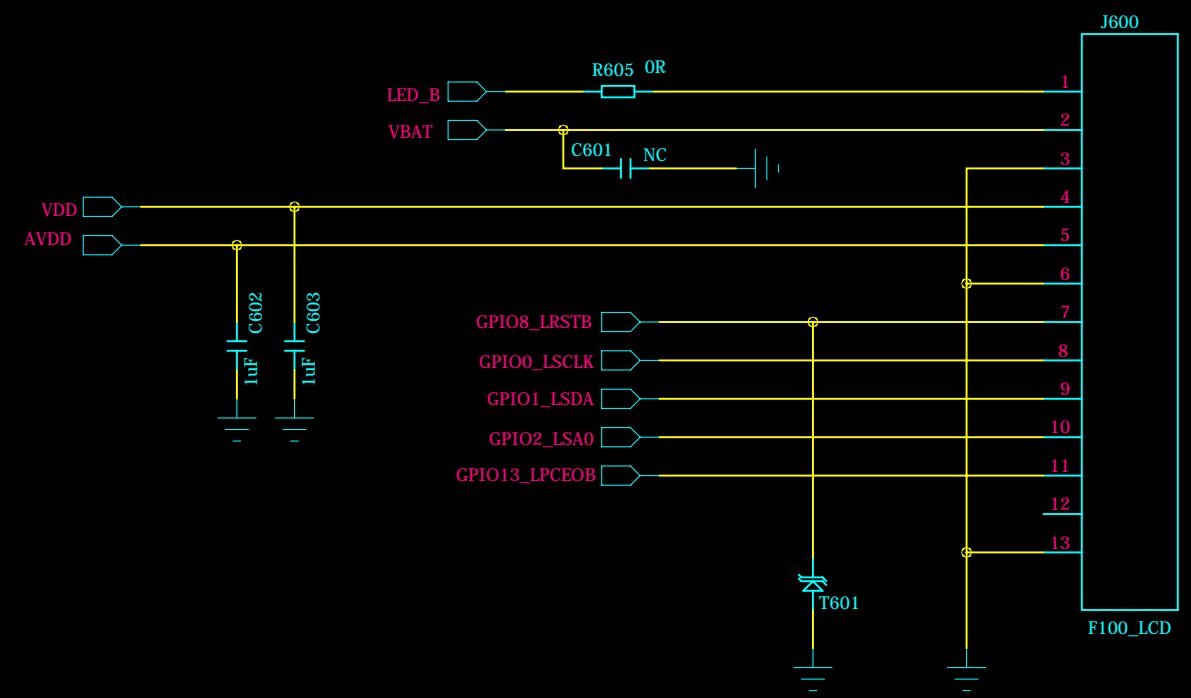 J600
R605 0R
LED_B
1
VBAT
2
C601 NC
3
VDD
4
AVDD
5
6
C602
1uF
C603
1uF
GPIO8_LRSTB
7
GPIO0_LSCLK
8
GPIO1_LSDA
9
GPIO2_LSA0
10
GPIO13_LPCEOB
11
12
13
T601
F100_LCD